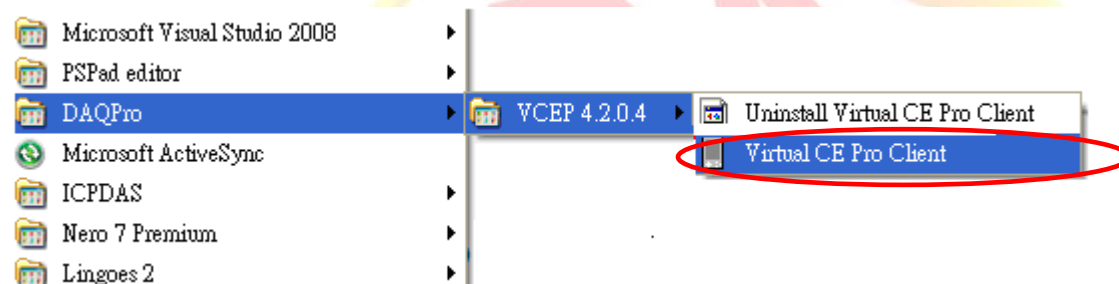 Microsoft Visual Studio 2008
PSPad editor
DAQPro
VCEP 4.2.0.4
Uninstall Virtual CE Pro Client
Microsoft ActiveSync
Virtual CE Pro Client
ICPDAS
Nero 7 Premium
Lingoes 2